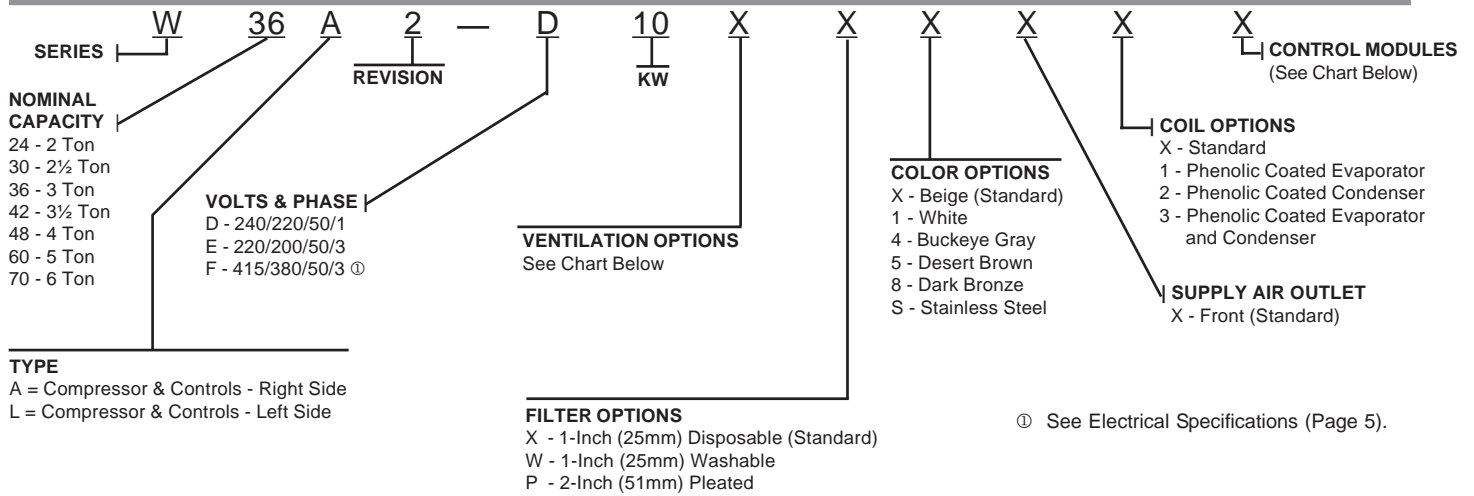 W 36 A 2 — D 10 X X X X X X
SERIES
REVISION
KW
CONTROL MODULES
(See Chart Below)
NOMINAL
CAPACITY
24 - 2 Ton
30 - 2½ Ton
36 - 3 Ton
42 - 3½ Ton
48 - 4 Ton
60 - 5 Ton
70 - 6 Ton
VOLTS & PHASE
D - 240/220/50/1
E - 220/200/50/3
F - 415/380/50/3 ①
VENTILATION OPTIONS
See Chart Below
COLOR OPTIONS
X - Beige (Standard)
1 - White
4 - Buckeye Gray
5 - Desert Brown
8 - Dark Bronze
S - Stainless Steel
COIL OPTIONS
X - Standard
1 - Phenolic Coated Evaporator
2 - Phenolic Coated Condenser
3 - Phenolic Coated Evaporator
and Condenser
SUPPLY AIR OUTLET
X - Front (Standard)
TYPE
A = Compressor & Controls - Right Side
L = Compressor & Controls - Left Side
FILTER OPTIONS
X - 1-Inch (25mm) Disposable (Standard)
W - 1-Inch (25mm) Washable
P - 2-Inch (51mm) Pleated
① See Electrical Specifications (Page 5).